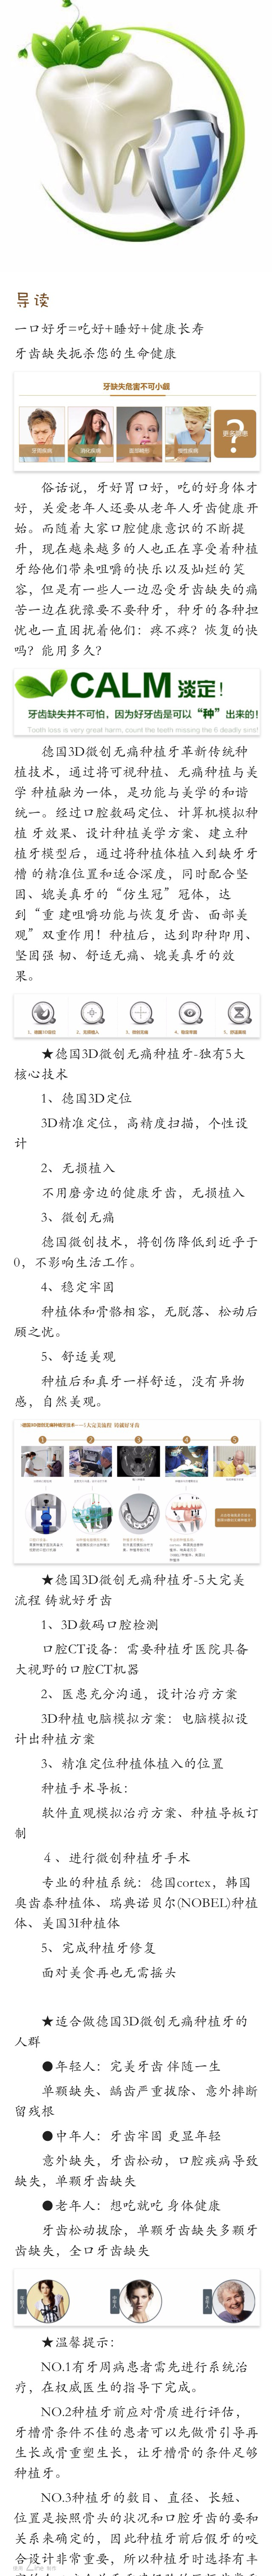 导读
一口好牙=吃好+睡好+健康长寿
牙齿缺失扼杀您的生命健康
牙缺失危害不可小觑
牙周疾病
消化疾病
面部畸形
慢性疾病
?
俗话说，牙好胃口好，吃的好身体才
好，关爱老年人还要从老年人牙齿健康开
始。而随着大家口腔健康意识的不断提
升，现在越来越多的人也正在享受着种植
牙给他们带来咀嚼的快乐以及灿烂的笑
容，但是有一些人一边忍受牙齿缺失的痛
苦一边在犹豫要不要种牙，种牙的各种担
忧也一直困扰着他们：疼不疼？恢复的快
吗？能用多久？
CALM 淡定！
牙齿缺失并不可怕，因为好牙齿是可以“种”出来的！
Tooth loss is very great harm, count the teeth missing the 6 deadly sins!
德国3D微创无痛种植牙革新传统种
植技术，通过将可视种植、无痛种植与美
学 种植融为一体，是功能与美学的和谐
统一。经过口腔数码定位、计算机模拟种
植 牙效果、设计种植美学方案、建立种
植牙模型后，通过将种植体植入到缺牙牙
槽 的精准位置和适合深度，同时配合坚
固、媲美真牙的“仿生冠”冠体，达
到“重 建咀嚼功能与恢复牙齿、面部美
观”双重作用！种植后，达到即种即用、
坚固强 韧、舒适无痛、媲美真牙的效
果。
1、德国3D定位
2、无损植入
3、微创无痛
4、稳定牢固
5、舒适美观
★德国3D微创无痛种植牙-独有5大
核心技术
1、德国3D定位
3D精准定位，高精度扫描，个性设
计
2、无损植入
不用磨旁边的健康牙齿，无损植入
3、微创无痛
德国微创技术，将创伤降低到近乎于
0，不影响生活工作。
4、稳定牢固
种植体和骨骼相容，无脱落、松动后
顾之忧。
5、舒适美观
种植后和真牙一样舒适，没有异物
感，自然美观。
1
2
3
4
5
★德国3D微创无痛种植牙-5大完美
流程 铸就好牙齿
1、3D数码口腔检测
口腔CT设备：需要种植牙医院具备
大视野的口腔CT机器
2、医患充分沟通，设计治疗方案
3D种植电脑模拟方案：电脑模拟设
计出种植方案
3、精准定位种植体植入的位置
种植手术导板：
软件直观模拟治疗方案、种植导板订
制
４、进行微创种植牙手术
专业的种植系统：德国cortex，韩国
奥齿泰种植体、瑞典诺贝尔(NOBEL)种植
体、美国3I种植体
5、完成种植牙修复
面对美食再也无需摇头
★适合做德国3D微创无痛种植牙的
人群
●年轻人：完美牙齿 伴随一生
单颗缺失、龋齿严重拔除、意外摔断
留残根
●中年人：牙齿牢固 更显年轻
意外缺失，牙齿松动，口腔疾病导致
缺失，单颗牙齿缺失
●老年人：想吃就吃 身体健康
牙齿松动拔除，单颗牙齿缺失多颗牙
齿缺失，全口牙齿缺失
★温馨提示：
NO.1有牙周病患者需先进行系统治
疗，在权威医生的指导下完成。
NO.2种植牙前应对骨质进行评估，
牙槽骨条件不佳的患者可以先做骨引导再
生长或骨重塑生长，让牙槽骨的条件足够
种植牙。
NO.3种植牙的数目、直径、长短、
位置是按照骨头的状况和口腔牙齿的要和
关系来确定的，因此种植牙前后假牙的咬
合设计非常重要，所以种植牙时选择有丰